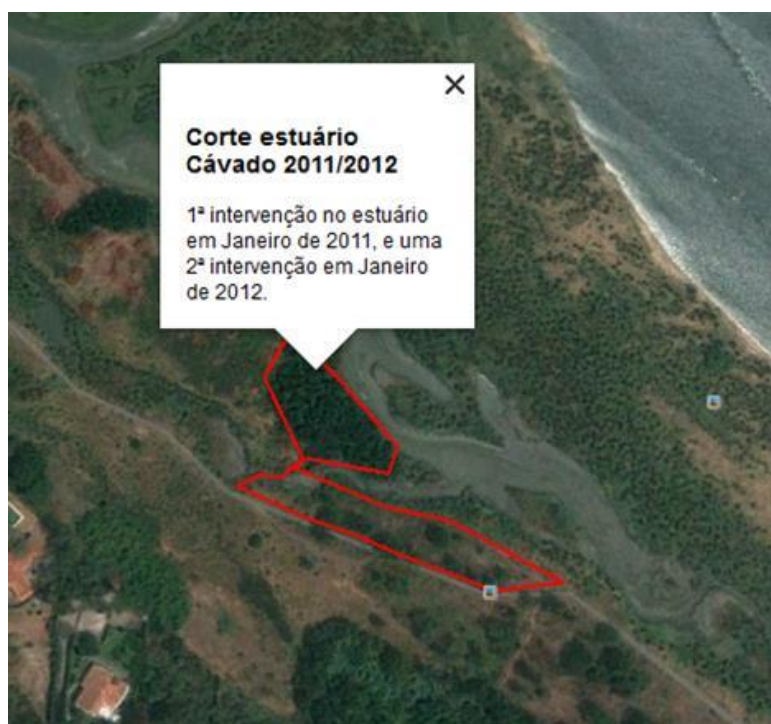 Corte estuário
Cávado 2011/2012
1ª intervenção no estuário
em Janeiro de 2011, e uma
2ª intervenção em Janeiro
de 2012.